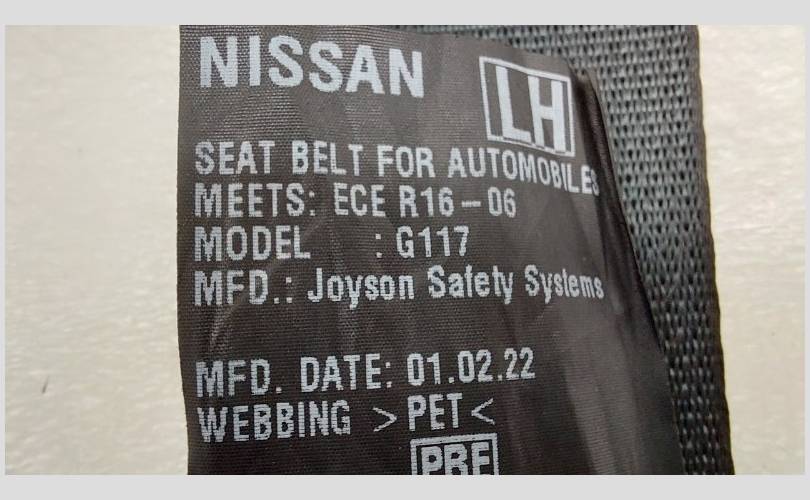 NISSAN
LH
SEAT BELT FOR AUTOMOBILES
MEETS: ECE R16-06
MODEL : G117
MFD.: Joyson Safety Systems
MFD. DATE: 01.02.22
WEBBING >PET<
PRE